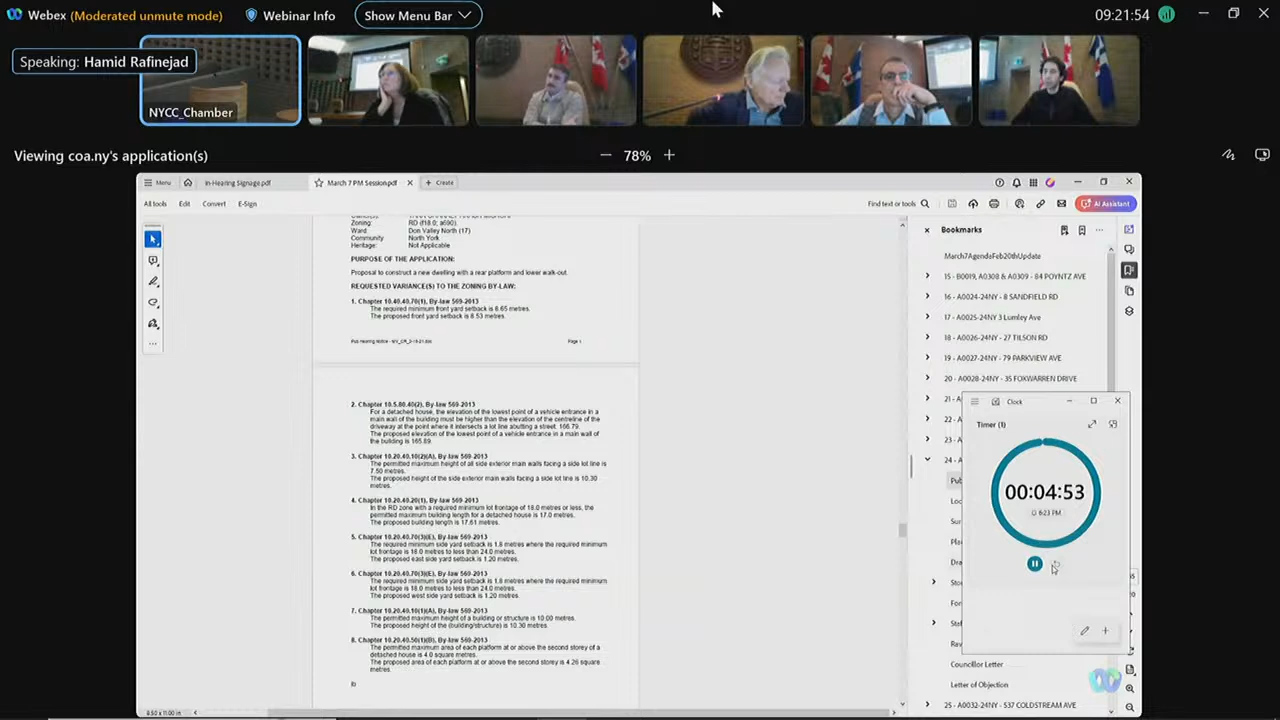 Webex (Moderated unmute mode) Webinar Info Show Menu Bar 09:21:54
Speaking: Hamid Rafinejad
NYCC_Chamber
Viewing coa.ny's application(s) 78%
Menu In-Hearing Signage.pdf March 7 PM Session.pdf Create
All tools Edit Convert E-Sign Find text or tools AI Assistant
Zoning: RD (f18.0; a690)
Ward: Don Valley North (17)
Community North York
Heritage: Not Applicable
PURPOSE OF THE APPLICATION:
Proposal to construct a new dwelling with a rear platform and lower walk-out.
REQUESTED VARIANCE(S) TO THE ZONING BY-LAW:
1. Chapter 10.40.40.70(1), By-law 569-2013
The required minimum front yard setback is 8.65 metres.
The proposed front yard setback is 8.53 metres.
Page 1
2. Chapter 10.5.80.40(2), By-law 569-2013
For a detached house, the elevation of the lowest point of a vehicle entrance in a
main wall of the building must be higher than the elevation of the centreline of the
driveway at the point where it intersects a lot line abutting a street. 166.79.
The proposed elevation of the lowest point of a vehicle entrance in a main wall of
the building is 165.89.
3. Chapter 10.20.40.10(2)(A), By-law 569-2013
The permitted maximum height of all side exterior main walls facing a side lot line is
7.50 metres.
The proposed height of the side exterior main walls facing a side lot line is 10.30
metres.
4. Chapter 10.20.40.20(1), By-law 569-2013
In the RD zone with a required minimum lot frontage of 18.0 metres or less, the
permitted maximum building length for a detached house is 17.0 metres.
The proposed building length is 17.61 metres.
5. Chapter 10.20.40.70(3)(E), By-law 569-2013
The required minimum side yard setback is 1.8 metres where the required minimum
lot frontage is 18.0 metres to less than 24.0 metres.
The proposed east side yard setback is 1.20 metres.
6. Chapter 10.20.40.70(3)(E), By-law 569-2013
The required minimum side yard setback is 1.8 metres where the required minimum
lot frontage is 18.0 metres to less than 24.0 metres.
The proposed west side yard setback is 1.20 metres.
7. Chapter 10.20.40.10(1)(A), By-law 569-2013
The permitted maximum height of a building or structure is 10.00 metres.
The proposed height of the (building/structure) is 10.30 metres.
8. Chapter 10.20.40.50(1)(B), By-law 569-2013
The permitted maximum area of each platform at or above the second storey of a
detached house is 4.0 square metres.
The proposed area of each platform at or above the second storey is 4.26 square
metres.
8.50 x 11.00 in
Bookmarks
March7AgendaFeb20thUpdate
15 - B0019, A0308 & A0309 - 84 POYNTZ AVE
16 - A0024-24NY - 8 SANDFIELD RD
17 - A0025-24NY 3 Lumley Ave
18 - A0026-24NY - 27 TILSON RD
19 - A0027-24NY - 79 PARKVIEW AVE
20 - A0028-24NY - 35 FOXWARREN DRIVE
21 -
22 -
23 -
24 - A
Clock
Timer (1)
00:04:53
6:23 PM
Councillor Letter
Letter of Objection
25 - A0032-24NY - 537 COLDSTREAM AVE